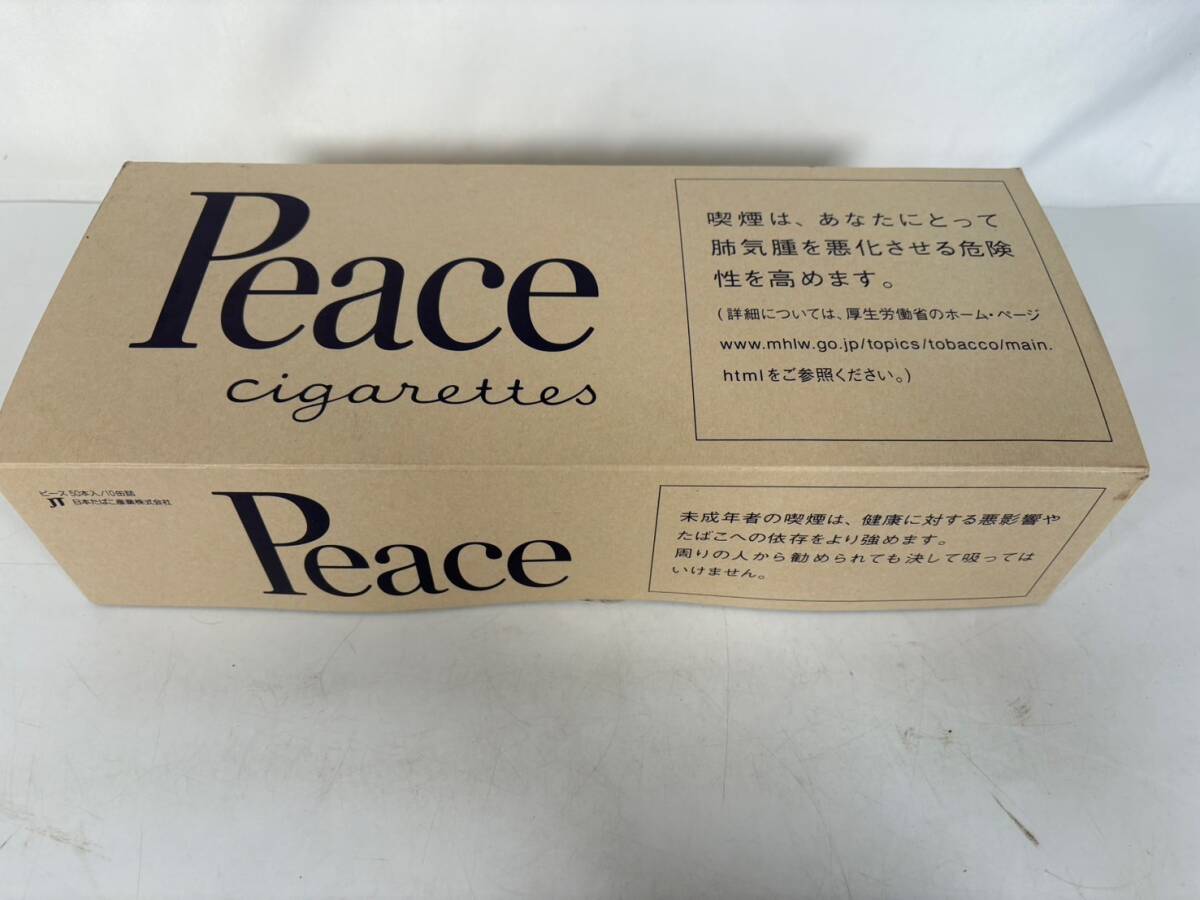 Peace
cigarettes
喫煙は、あなたにとって
肺気腫を悪化させる危険
性を高めます。
(詳細については、厚生労働省のホーム・ページ
www.mhlw.go.jp/topics/tobacco/main.
htmlをご参照ください。)
ピース 50本入/10缶詰
JT 日本たばこ産業株式会社
Peace
未成年者の喫煙は、健康に対する悪影響や
たばこへの依存をより強めます。
周りの人から勧められても決して吸っては
いけません。